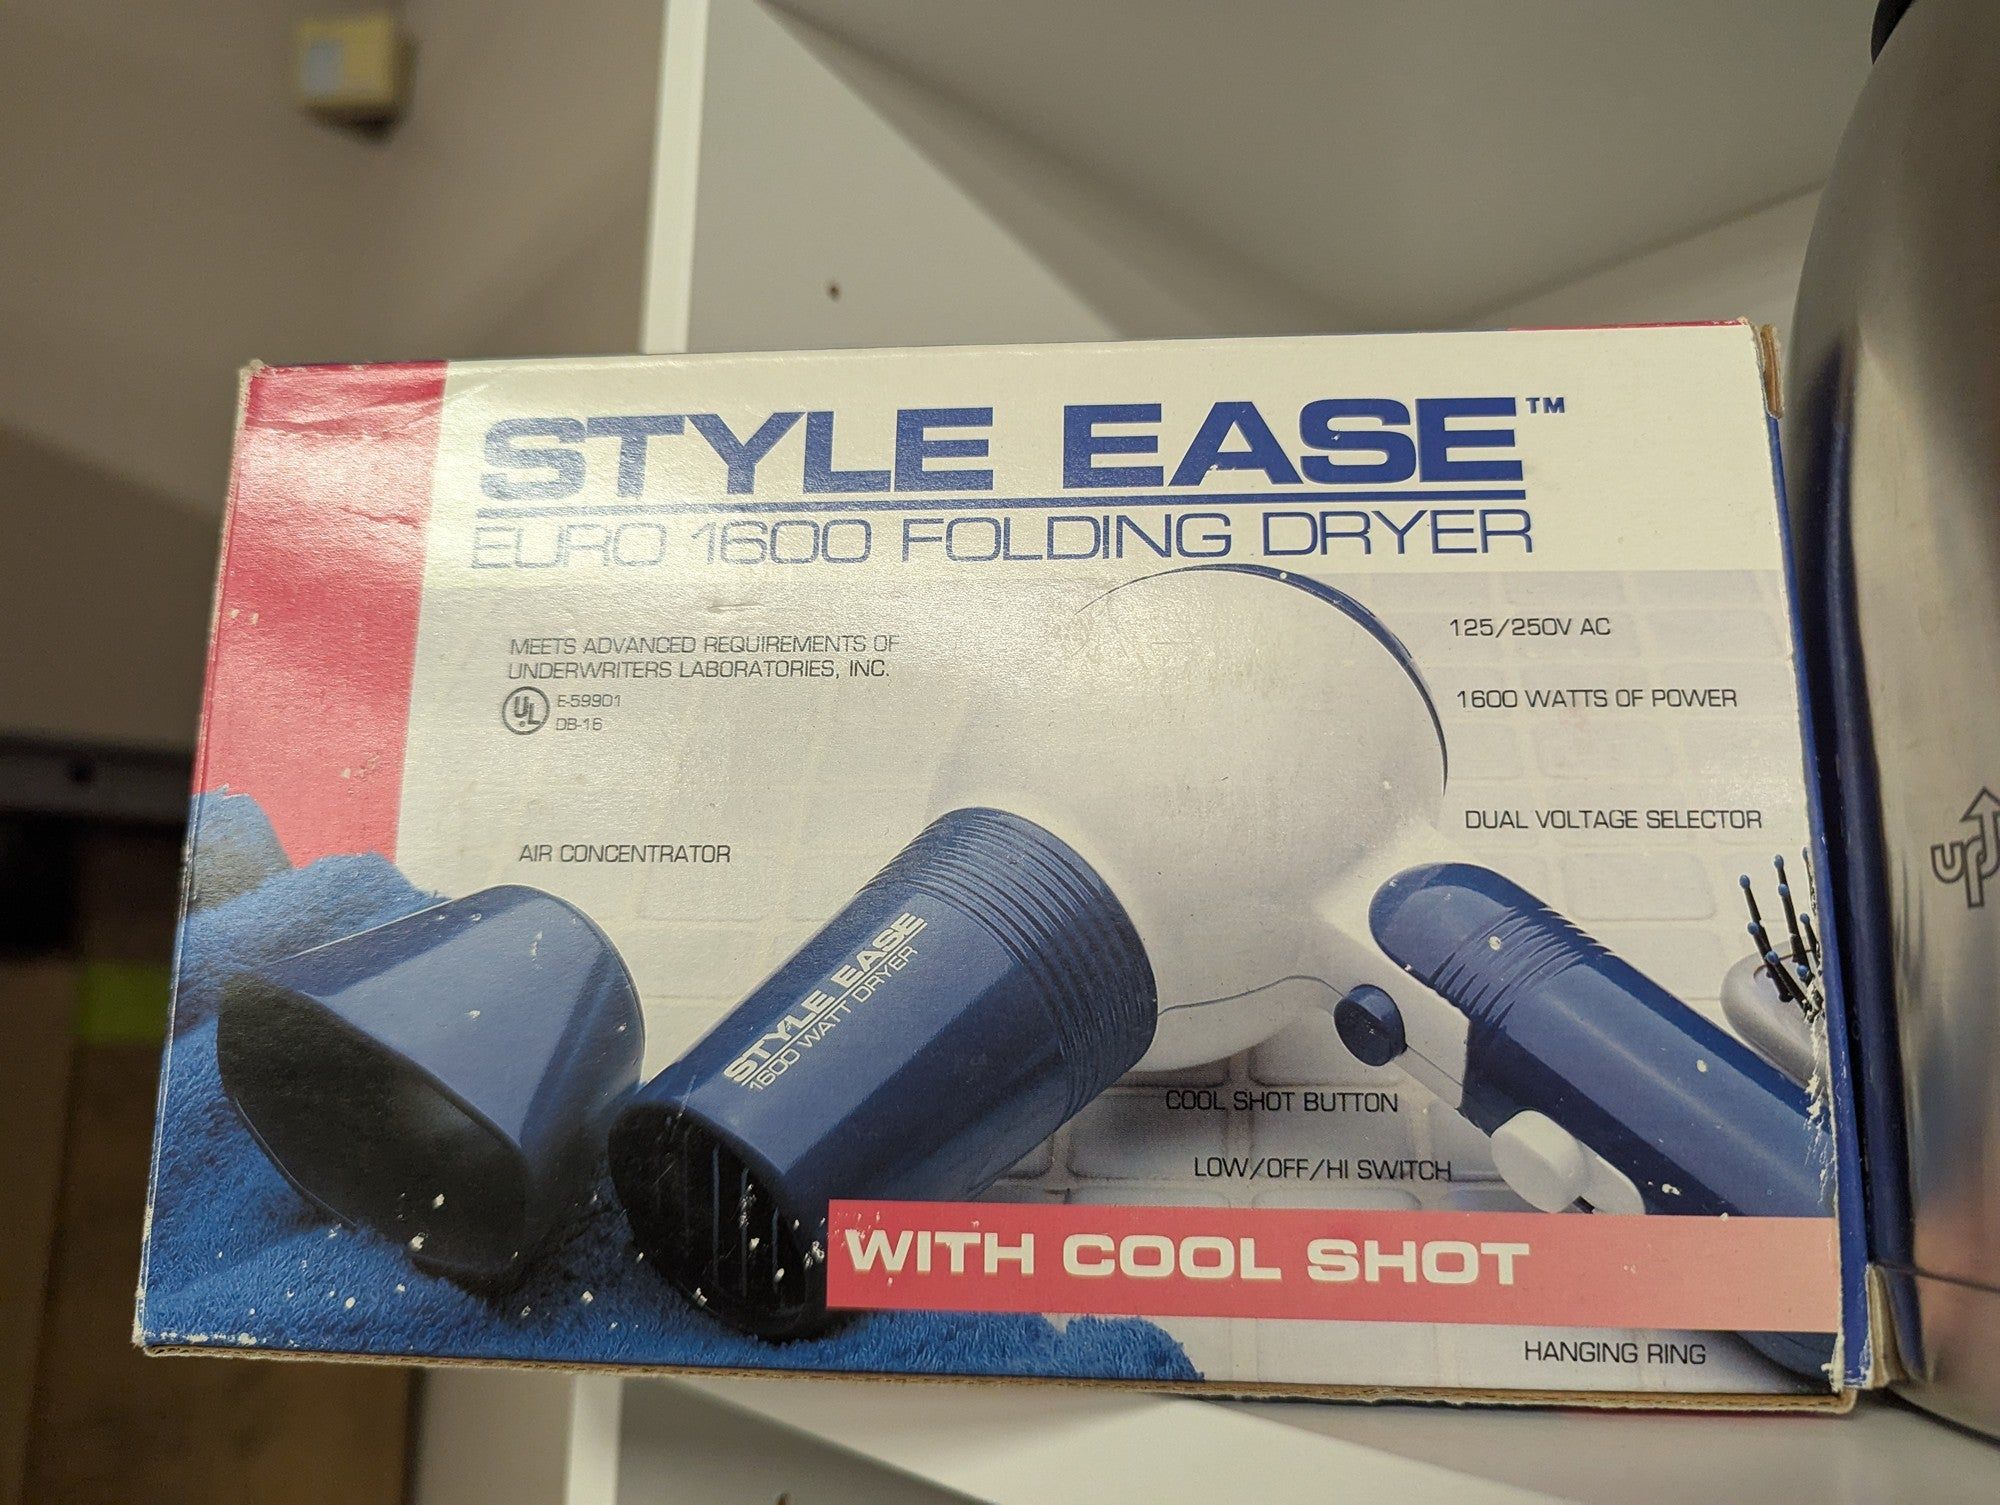 STYLE EASE™
EURO 1600 FOLDING DRYER
MEETS ADVANCED REQUIREMENTS OF
UNDERWRITERS LABORATORIES, INC.
UL
E-59901
DB-16
125/250V AC
1600 WATTS OF POWER
DUAL VOLTAGE SELECTOR
AIR CONCENTRATOR
STYLE EASE
1600 WATT DRYER
COOL SHOT BUTTON
LOW/OFF/HI SWITCH
WITH COOL SHOT
HANGING RING
up